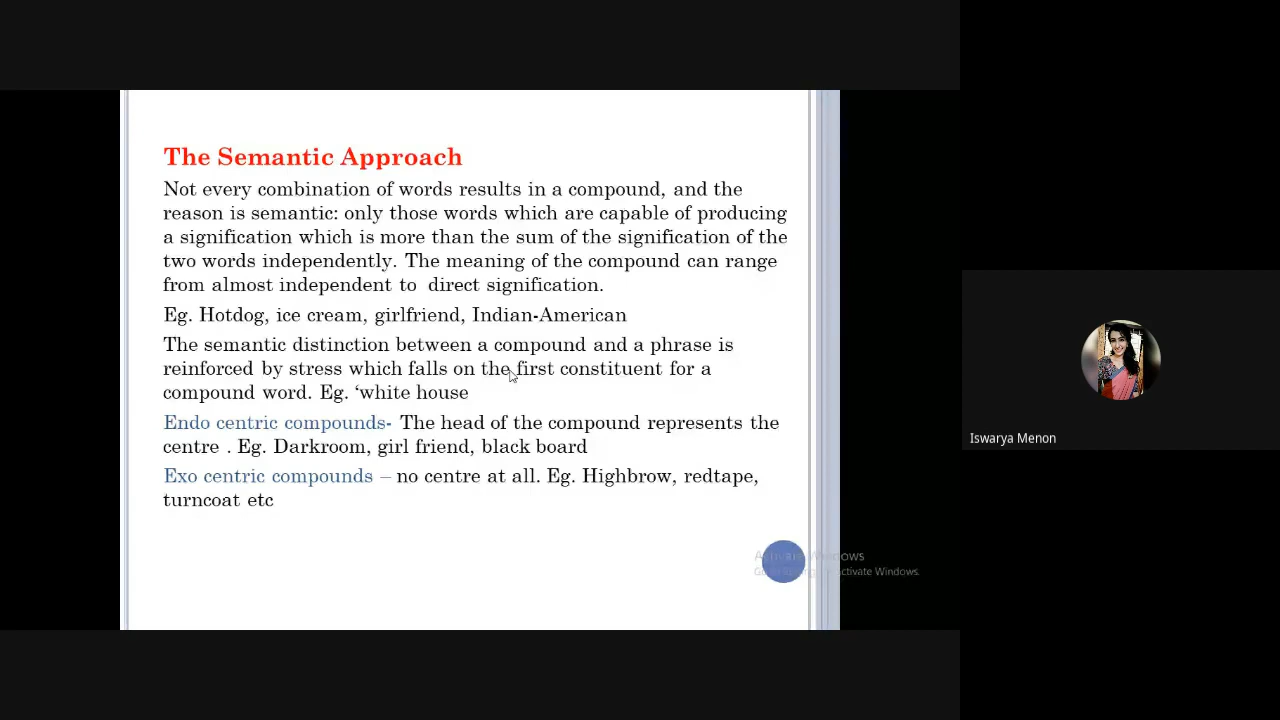 The Semantic Approach
Not every combination of words results in a compound, and the
reason is semantic: only those words which are capable of producing
a signification which is more than the sum of the signification of the
two words independently. The meaning of the compound can range
from almost independent to  direct signification.
Eg. Hotdog, ice cream, girlfriend, Indian-American
The semantic distinction between a compound and a phrase is
reinforced by stress which falls on the first constituent for a
compound word. Eg. ‘white house
Endo centric compounds- The head of the compound represents the
centre . Eg. Darkroom, girl friend, black board
Exo centric compounds – no centre at all. Eg. Highbrow, redtape,
turncoat etc
Activate Windows
Go to Settings to activate Windows.
Iswarya Menon